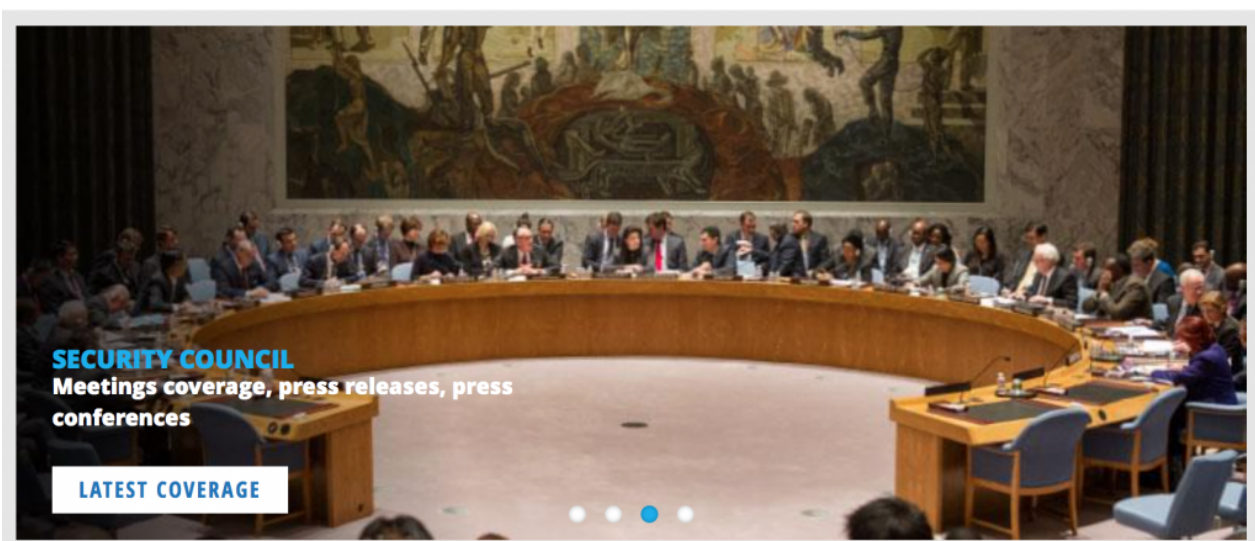 SECURITY COUNCIL
Meetings coverage, press releases, press
conferences
LATEST COVERAGE